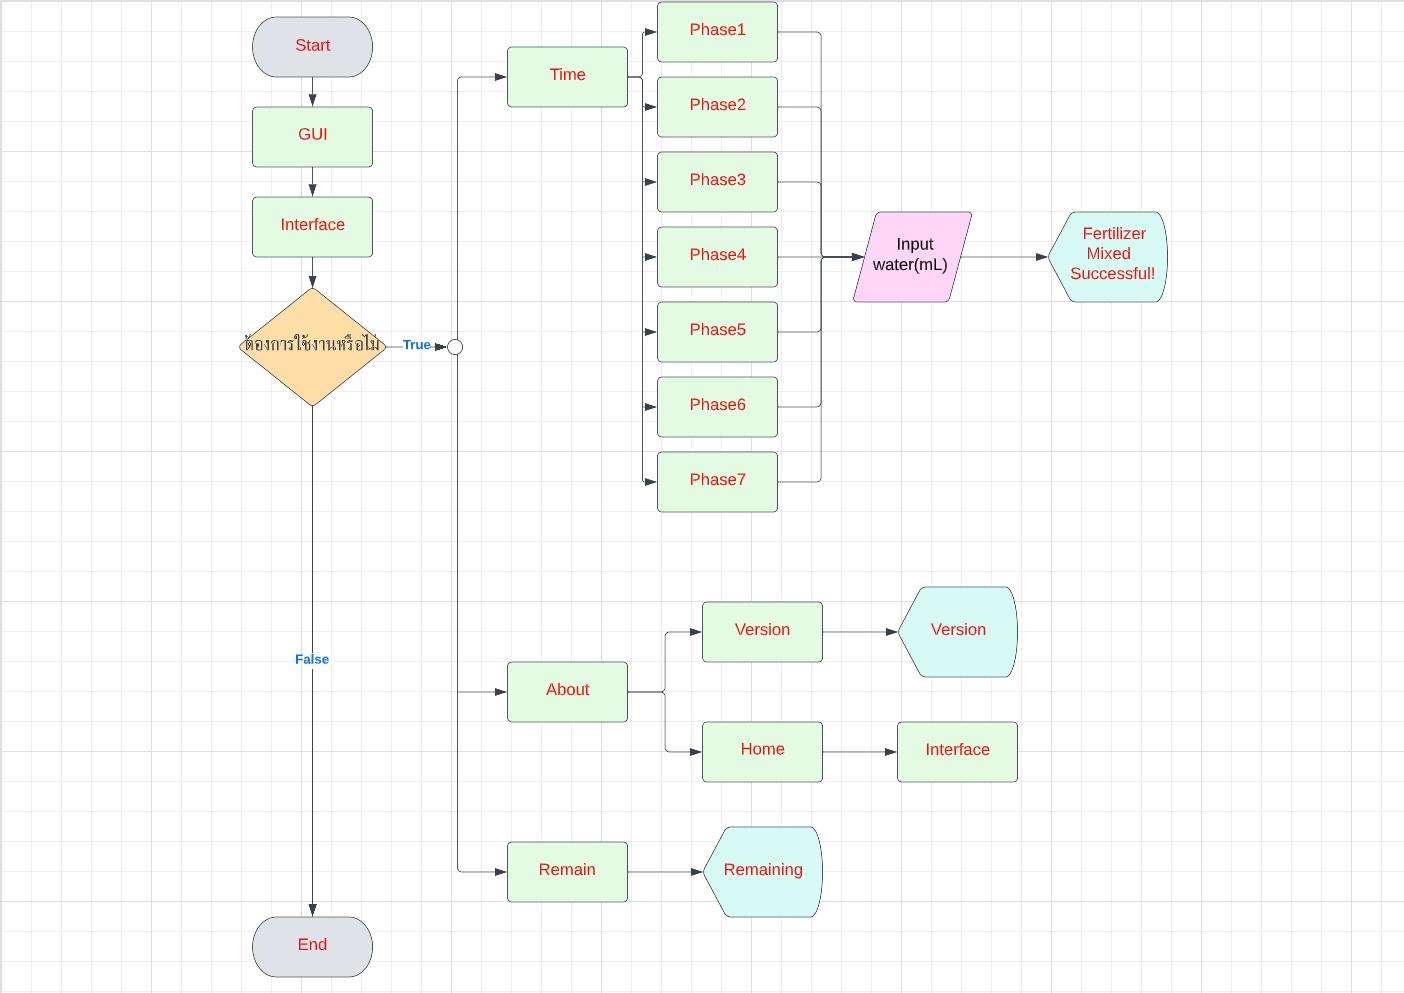 Start
GUI
Interface
ต้องการใช้งานหรือไม่
True
False
End
Time
Phase1
Phase2
Phase3
Phase4
Phase5
Phase6
Phase7
Input
water(mL)
Fertilizer
Mixed
Successful!
About
Version
Version
Home
Interface
Remain
Remaining